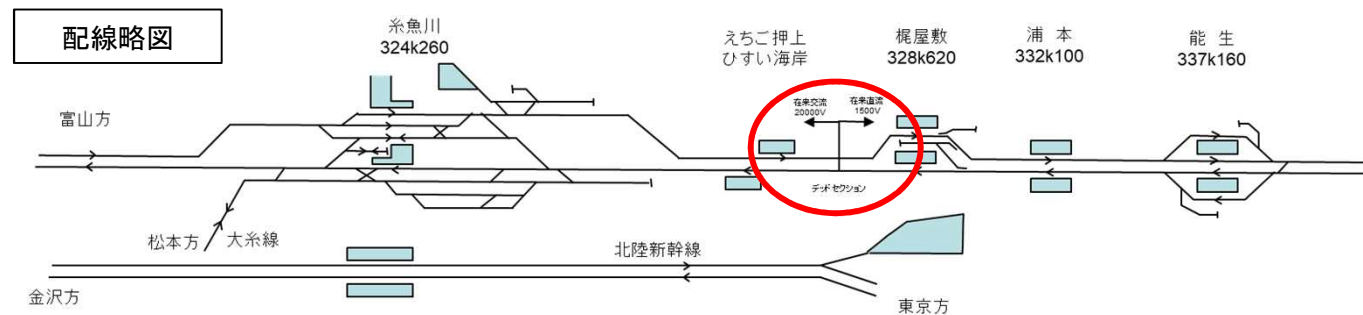 配線略図
糸魚川
324k260
えちご押上
ひすい海岸
梶屋敷
328k620
浦 本
332k100
能 生
337k160
富山方
在来交流
20000V
在来直流
1500V
デッドセクション
松本方
大糸線
北陸新幹線
金沢方
東京方